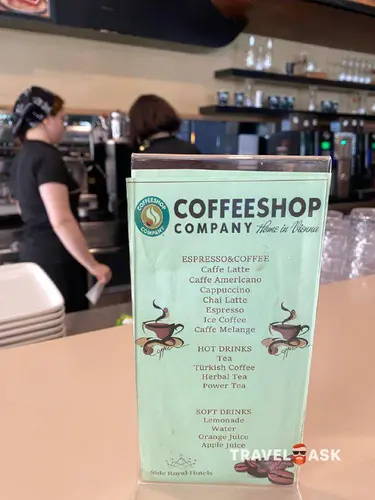 COFFEESHOP
COMPANY
COFFEESHOP
COMPANY Home in Vienna
ESPRESSO&COFFEE
Caffe Latte
Caffe Americano
Cappuccino
Chai Latte
Espresso
Ice Coffee
Caffe Melange
HOT DRINKS
Tea
Türkish Coffee
Herbal Tea
Power Tea
SOFT DRINKS
Lemonade
Water
Orange Juice
Apple Juice
Side Royal Hotels
TRAVEL ASK